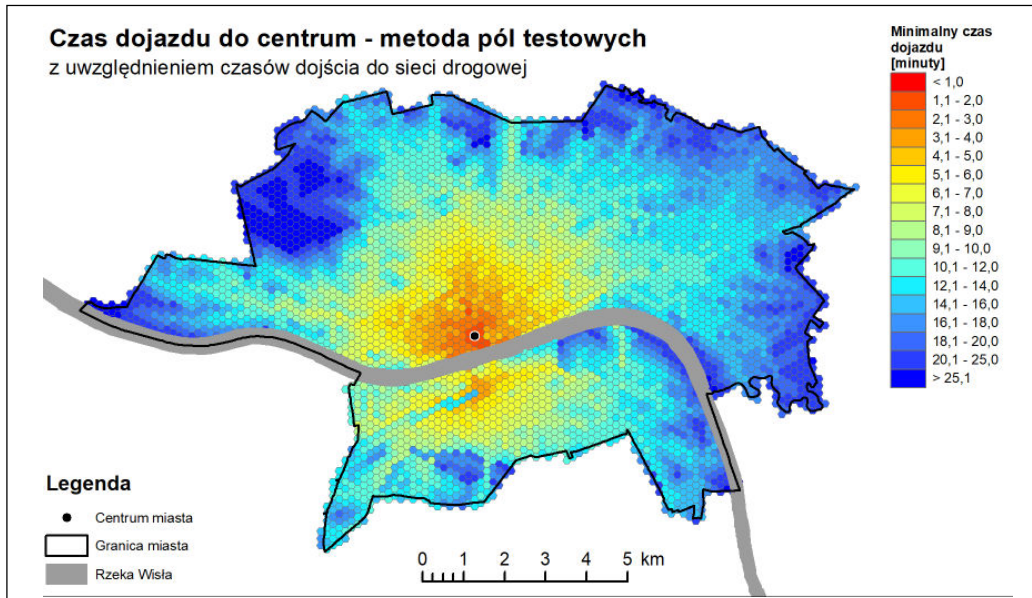 Czas dojazdu do centrum - metoda pól testowych
z uwzględnieniem czasów dojścia do sieci drogowej
Minimalny czas
dojazdu
[minuty]
< 1,0
1,1 - 2,0
2,1 - 3,0
3,1 - 4,0
4,1 - 5,0
5,1 - 6,0
6,1 - 7,0
7,1 - 8,0
8,1 - 9,0
9,1 - 10,0
10,1 - 12,0
12,1 - 14,0
14,1 - 16,0
16,1 - 18,0
18,1 - 20,0
20,1 - 25,0
> 25,1
Legenda
Centrum miasta
Granica miasta
Rzeka Wisła
0 1 2 3 4 5 km